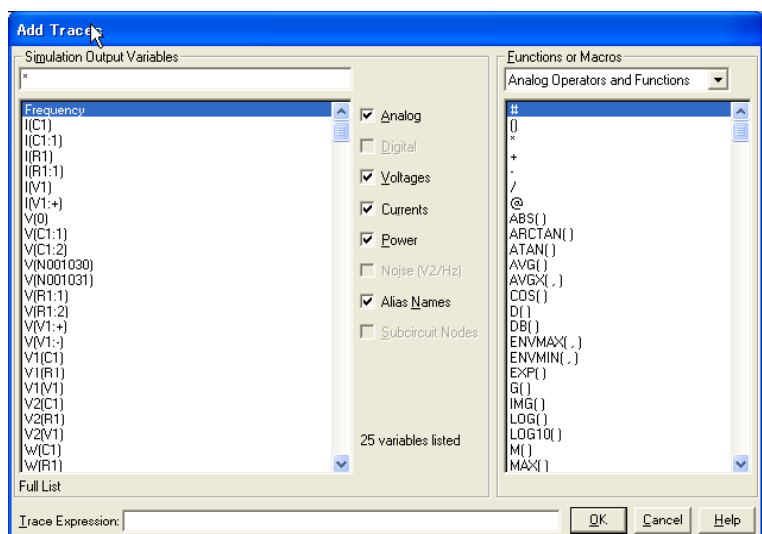 Add Traces
Simulation Output Variables
*
Frequency
I(C1)
I(C1:1)
I(R1)
I(R1:1)
I(V1)
I(V1:+)
V(0)
V(C1:1)
V(C1:2)
V(N001030)
V(N001031)
V(R1:1)
V(R1:2)
V(V1:+)
V(V1:-)
V1(C1)
V1(R1)
V1(V1)
V2(C1)
V2(R1)
V2(V1)
W(C1)
W(R1)
Full List
Analog
Digital
Voltages
Currents
Power
Noise (V2/Hz)
Alias Names
Subcircuit Nodes
25 variables listed
Functions or Macros
Analog Operators and Functions
#
()
*
+
-
/
@
ABS( )
ARCTAN( )
ATAN( )
AVG( )
AVGX( , )
COS( )
D( )
DB( )
ENVMAX( , )
ENVMIN( , )
EXP( )
G( )
IMG( )
LOG( )
LOG10( )
M( )
MAX( )
Trace Expression:
OK
Cancel
Help